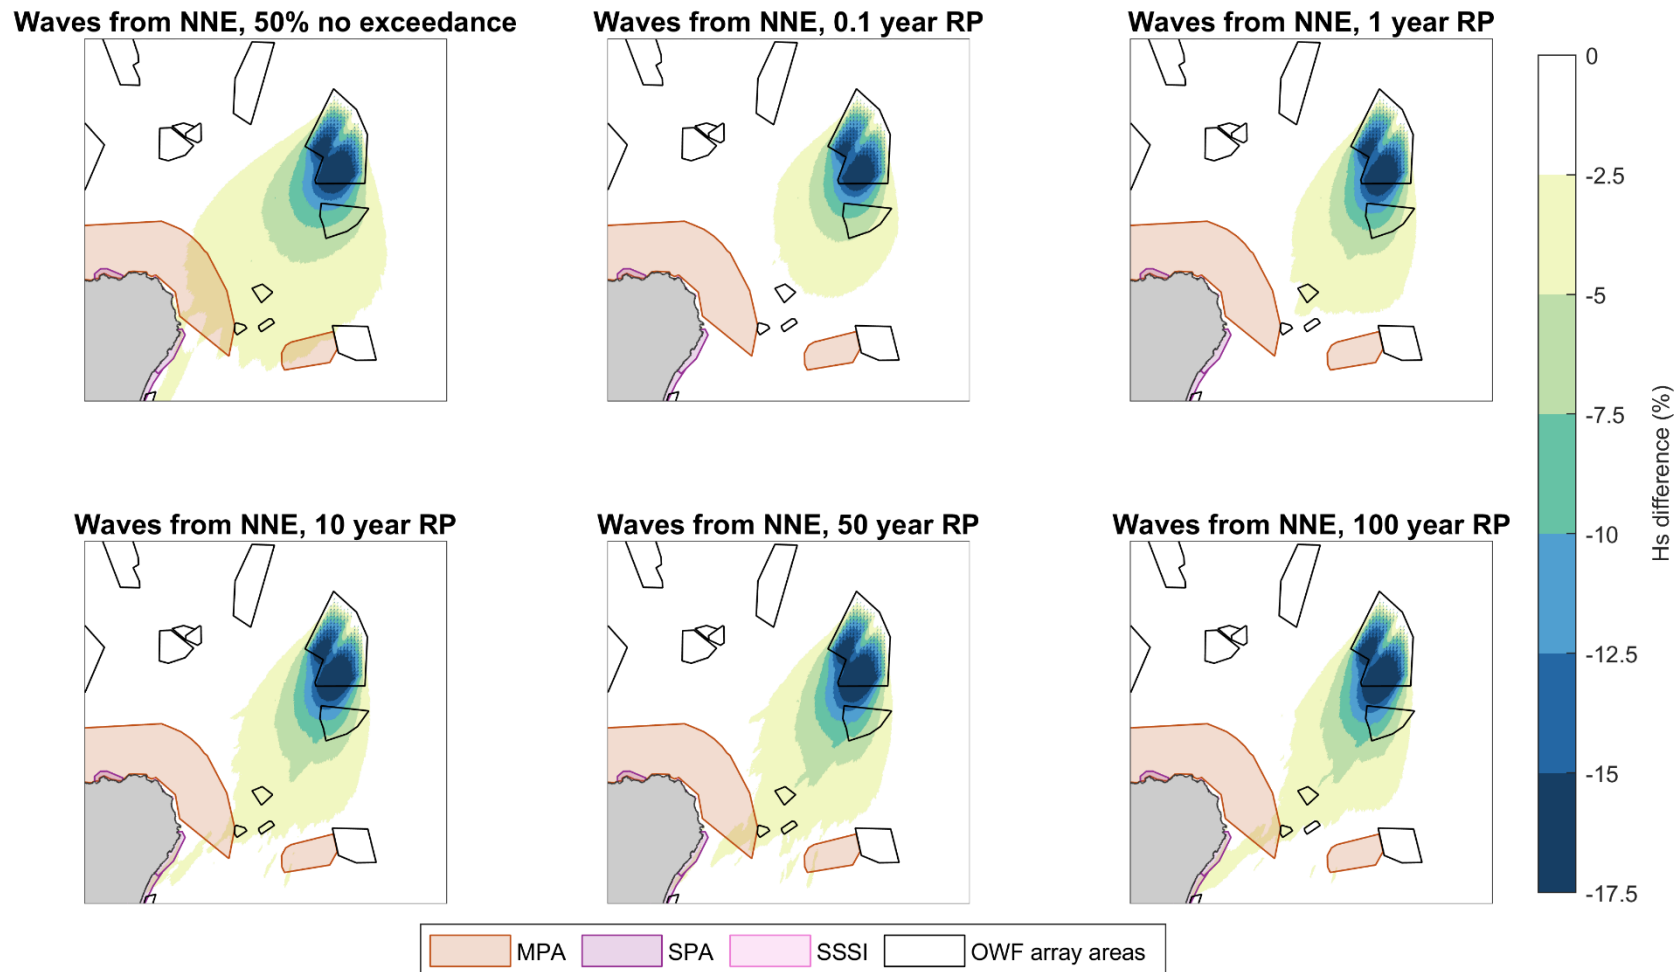 Waves from NNE, 50% no exceedance
Waves from NNE, 0.1 year RP
Waves from NNE, 1 year RP
0
-2.5
-5
-7.5
-10
-12.5
-15
-17.5
Hs difference (%)
Waves from NNE, 10 year RP
Waves from NNE, 50 year RP
Waves from NNE, 100 year RP
MPA
SPA
SSSI
OWF array areas